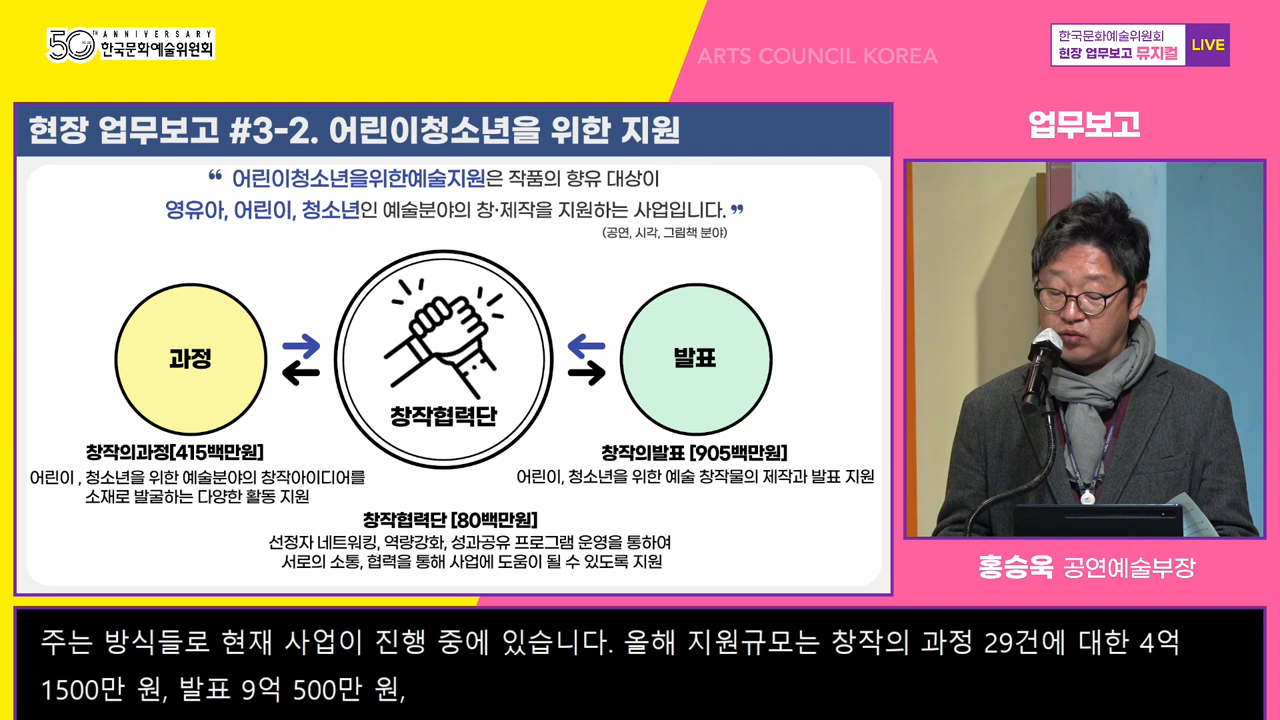 50TH ANNIVERSARY
한국문화예술위원회
ARTS COUNCIL KOREA
한국문화예술위원회
현장 업무보고 뮤지컬
LIVE
현장 업무보고 #3-2. 어린이청소년을 위한 지원
업무보고
❝ 어린이청소년을위한예술지원은 작품의 향유 대상이
영유아, 어린이, 청소년인 예술분야의 창·제작을 지원하는 사업입니다. ❞
(공연, 시각, 그림책 분야)
과정
창작협력단
발표
창작의과정[415백만원]
어린이 , 청소년을 위한 예술분야의 창작아이디어를
소재로 발굴하는 다양한 활동 지원
창작의발표 [905백만원]
어린이, 청소년을 위한 예술 창작물의 제작과 발표 지원
창작협력단 [80백만원]
선정자 네트워킹, 역량강화, 성과공유 프로그램 운영을 통하여
서로의 소통, 협력을 통해 사업에 도움이 될 수 있도록 지원
홍승욱 공연예술부장
주는 방식들로 현재 사업이 진행 중에 있습니다. 올해 지원규모는 창작의 과정 29건에 대한 4억
1500만 원, 발표 9억 500만 원,